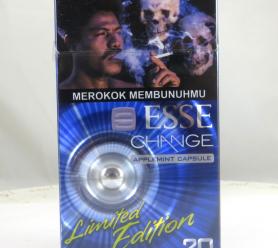 MEROKOK MEMBUNUHMU
ESSE
CHANGE
APPLEMINT CAPSULE
Limited
Edition
20